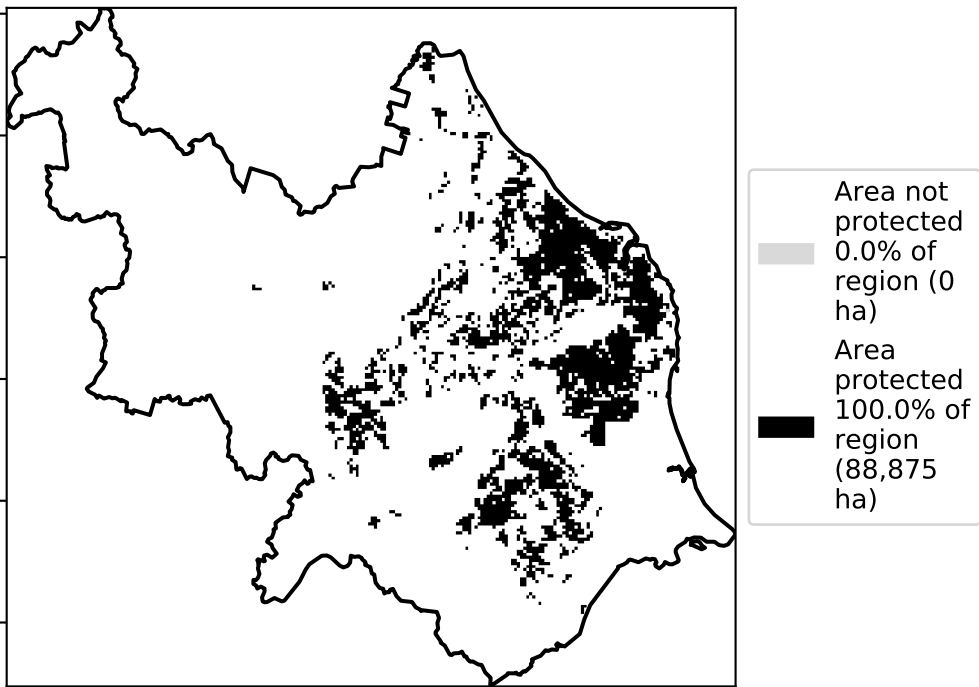 Area not
protected
0.0% of
region (0
ha)
Area
protected
100.0% of
region
(88,875
ha)